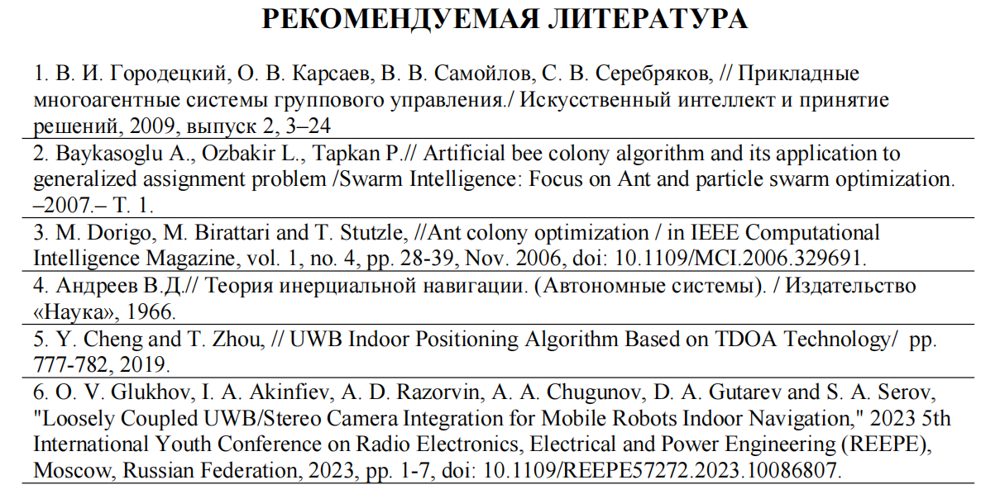 РЕКОМЕНДУЕМАЯ ЛИТЕРАТУРА
1. В. И. Городецкий, О. В. Карсаев, В. В. Самойлов, С. В. Серебряков, // Прикладные
многоагентные системы группового управления./ Искусственный интеллект и принятие
решений, 2009, выпуск 2, 3–24
2. Baykasoglu A., Ozbakir L., Tapkan P.// Artificial bee colony algorithm and its application to
generalized assignment problem /Swarm Intelligence: Focus on Ant and particle swarm optimization.
–2007.– Т. 1.
3. M. Dorigo, M. Birattari and T. Stutzle, //Ant colony optimization / in IEEE Computational
Intelligence Magazine, vol. 1, no. 4, pp. 28-39, Nov. 2006, doi: 10.1109/MCI.2006.329691.
4. Андреев В.Д.// Теория инерциальной навигации. (Автономные системы). / Издательство
«Наука», 1966.
5. Y. Cheng and T. Zhou, // UWB Indoor Positioning Algorithm Based on TDOA Technology/  pp.
777-782, 2019.
6. O. V. Glukhov, I. A. Akinfiev, A. D. Razorvin, A. A. Chugunov, D. A. Gutarev and S. A. Serov,
"Loosely Coupled UWB/Stereo Camera Integration for Mobile Robots Indoor Navigation," 2023 5th
International Youth Conference on Radio Electronics, Electrical and Power Engineering (REEPE),
Moscow, Russian Federation, 2023, pp. 1-7, doi: 10.1109/REEPE57272.2023.10086807.